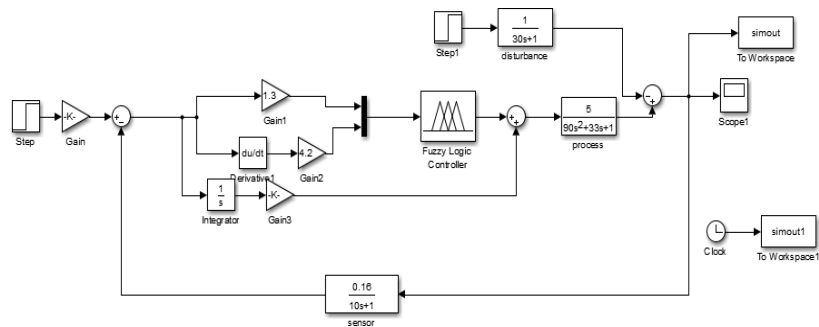 Step1
1
30s+1
disturbance
simout
To Workspace
Scope1
Step
-K-
Gain
1.3
Gain1
du/dt
Derivative1
4.2
Gain2
1
s
Integrator
-K-
Gain3
Fuzzy Logic
Controller
5
90s²+33s+1
process
Clock
simout1
To Workspace1
0.16
10s+1
sensor